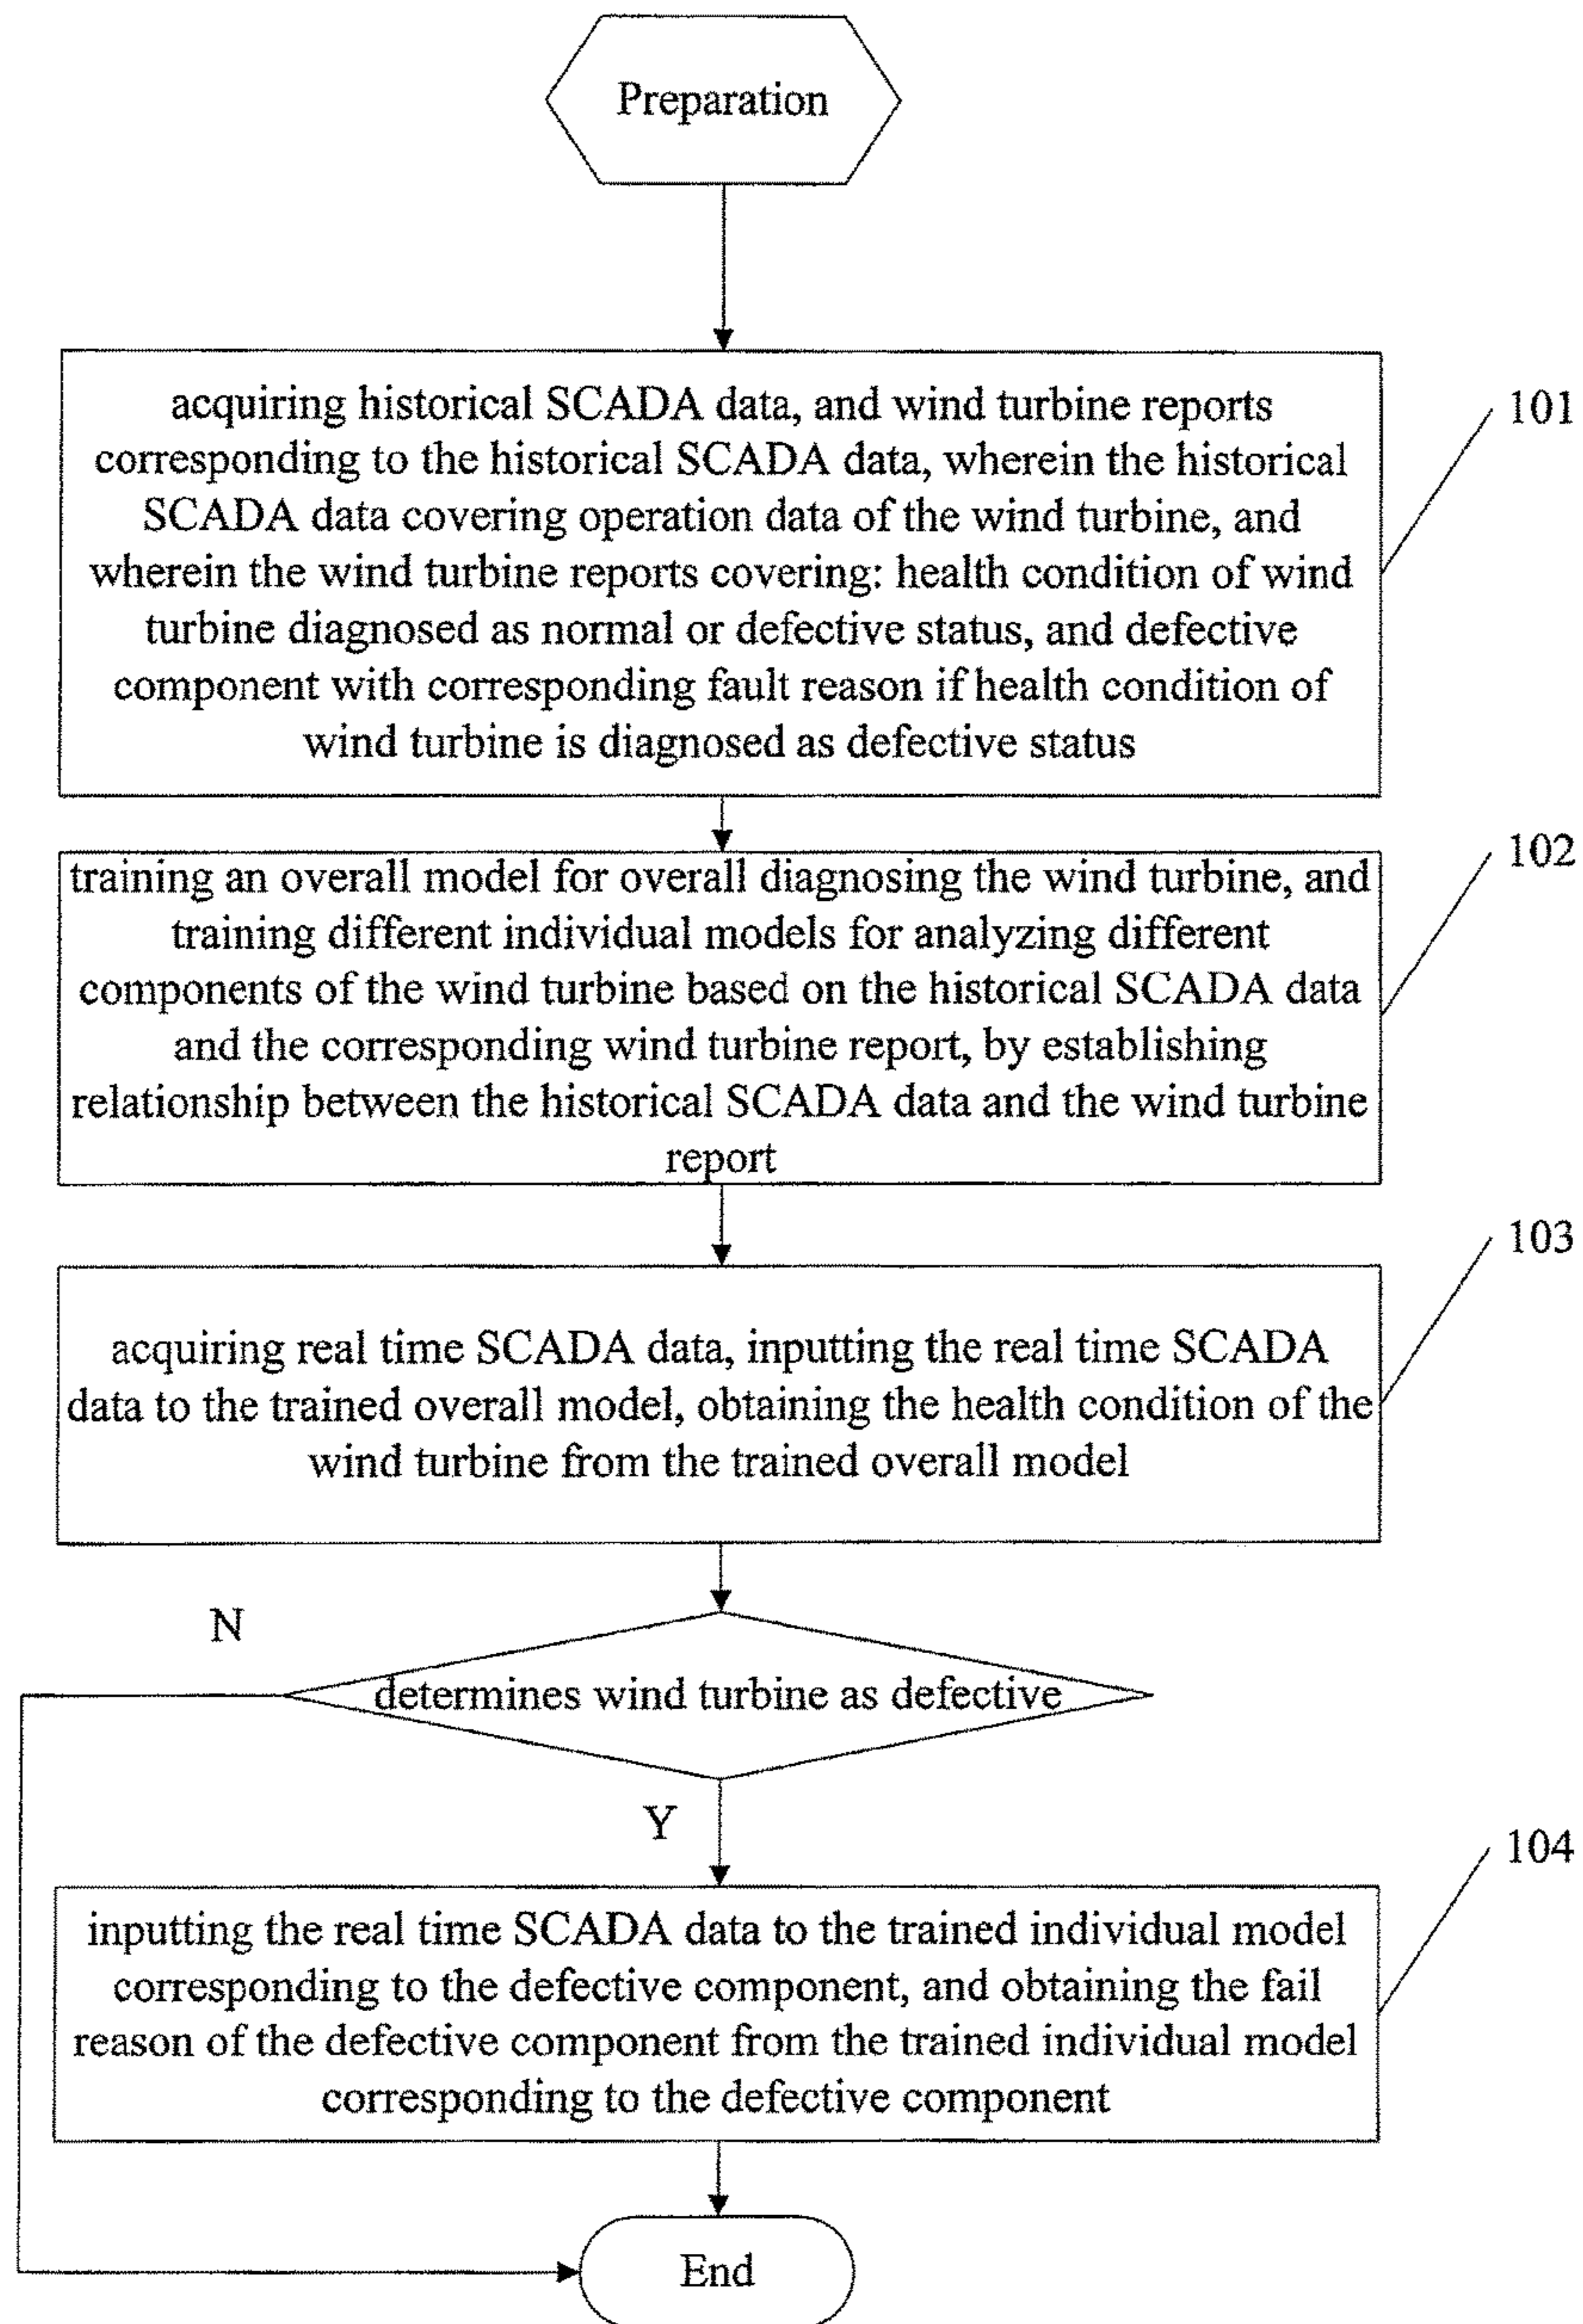 Preparation
acquiring historical SCADA data, and wind turbine reports
corresponding to the historical SCADA data, wherein the historical
SCADA data covering operation data of the wind turbine, and
wherein the wind turbine reports covering: health condition of wind
turbine diagnosed as normal or defective status, and defective
component with corresponding fault reason if health condition of
wind turbine is diagnosed as defective status
101
training an overall model for overall diagnosing the wind turbine, and
training different individual models for analyzing different
components of the wind turbine based on the historical SCADA data
and the corresponding wind turbine report, by establishing
relationship between the historical SCADA data and the wind turbine
report
102
acquiring real time SCADA data, inputting the real time SCADA
data to the trained overall model, obtaining the health condition of the
wind turbine from the trained overall model
103
N
determines wind turbine as defective
Y
inputting the real time SCADA data to the trained individual model
corresponding to the defective component, and obtaining the fail
reason of the defective component from the trained individual model
corresponding to the defective component
104
End